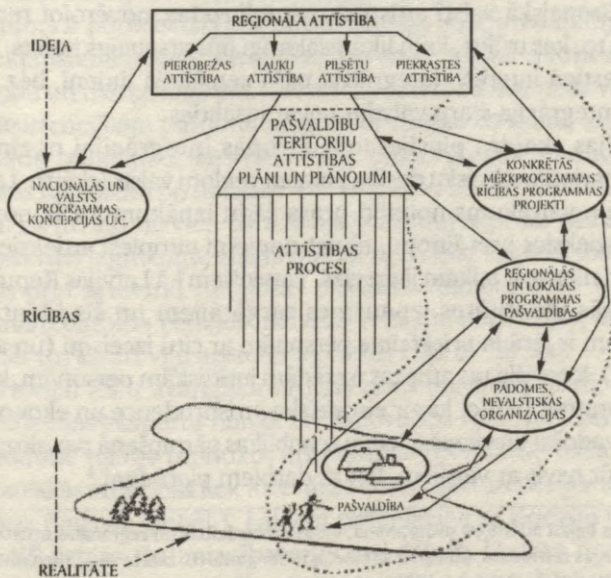 REĢIONĀLĀ ATTĪSTĪBA
IDEJA
PIEROBEŽAS
ATTĪSTĪBA
LAUKU
ATTĪSTĪBA
PILSĒTU
ATTĪSTĪBA
PIEKRASTES
ATTĪSTĪBA
PAŠVALDĪBU
TERITORIJU
ATTĪSTĪBAS
PLĀNI UN PLĀNOJUMI
NACIONĀLĀS UN
VALSTS
PROGRAMMAS,
KONCEPCIJAS U.C.
KONKRĒTĀS
MĒRĶPROGRAMMAS
RĪCĪBAS PROGRAMMAS
PROJEKTI
ATTĪSTĪBAS
PROCESI
REĢIONĀLĀS
UN LOKĀLĀS
PROGRAMMAS
PAŠVALDĪBĀS
RĪCĪBAS
PADOMES,
NEVALSTISKAS
ORGANIZĀCIJAS
PAŠVALDĪBA
REALITĀTE